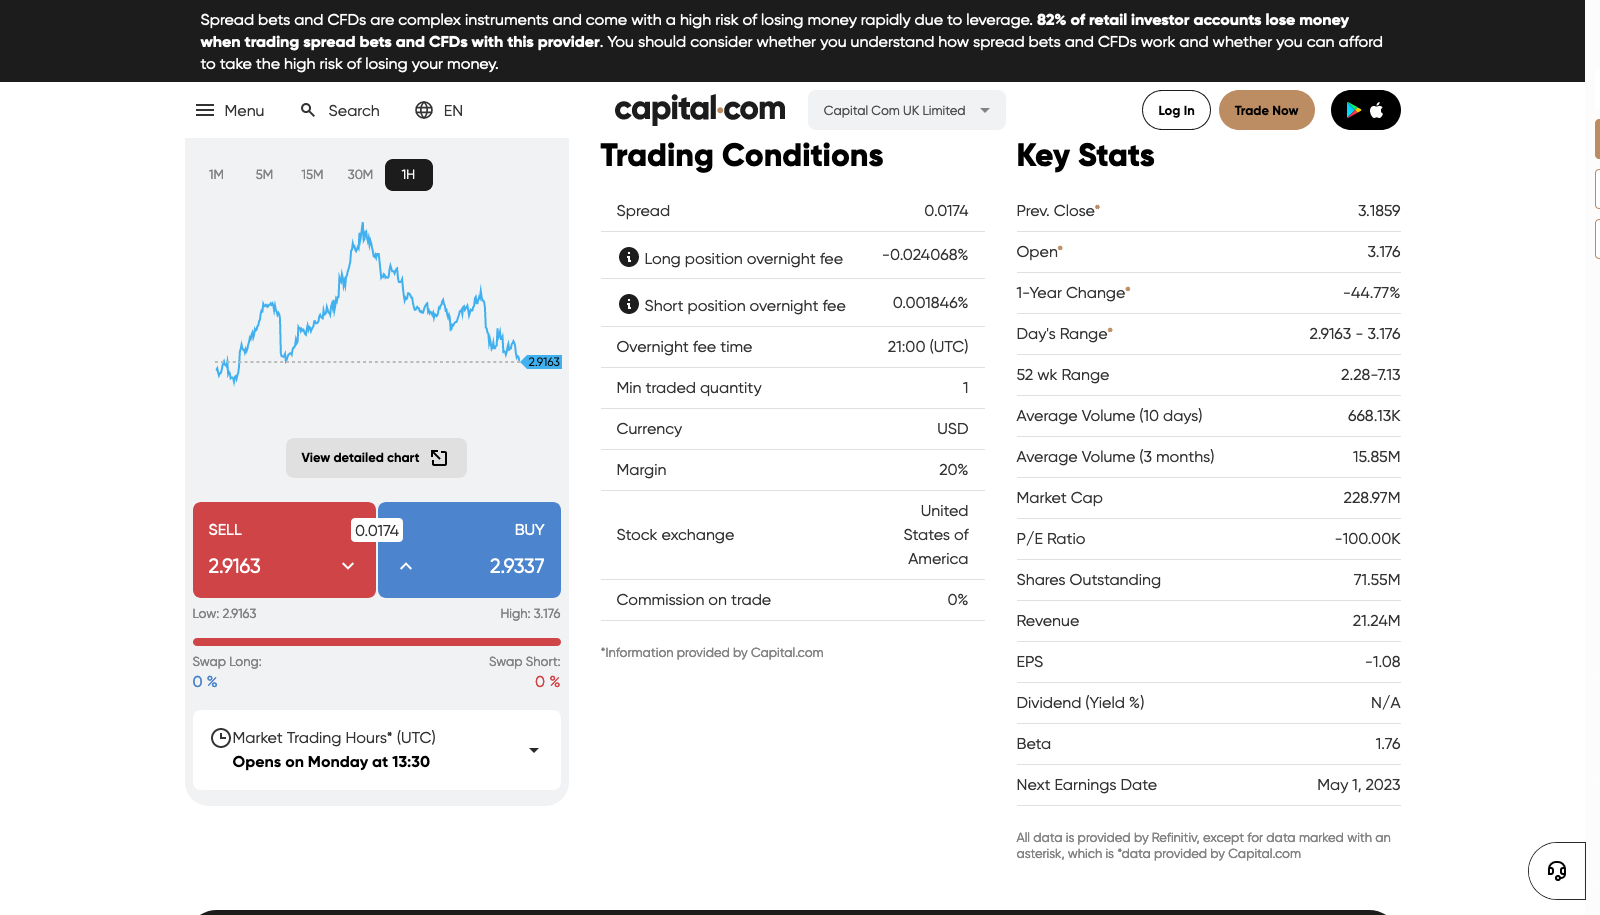 Spread bets and CFDs are complex instruments and come with a high risk of losing money rapidly due to leverage. 82% of retail investor accounts lose money
when trading spread bets and CFDs with this provider. You should consider whether you understand how spread bets and CFDs work and whether you can afford
to take the high risk of losing your money.
Menu Search EN capital.com Capital Com UK Limited Log In Trade Now
1M 5M 15M 30M 1H
2.9163
View detailed chart
SELL 0.0174 BUY
2.9163 2.9337
Low: 2.9163 High: 3.176
Swap Long: Swap Short:
0 % 0 %
Market Trading Hours* (UTC)
Opens on Monday at 13:30
Trading Conditions
Spread 0.0174
Long position overnight fee -0.024068%
Short position overnight fee 0.001846%
Overnight fee time 21:00 (UTC)
Min traded quantity 1
Currency USD
Margin 20%
Stock exchange United
States of
America
Commission on trade 0%
*Information provided by Capital.com
Key Stats
Prev. Close* 3.1859
Open* 3.176
1-Year Change* -44.77%
Day's Range* 2.9163 - 3.176
52 wk Range 2.28-7.13
Average Volume (10 days) 668.13K
Average Volume (3 months) 15.85M
Market Cap 228.97M
P/E Ratio -100.00K
Shares Outstanding 71.55M
Revenue 21.24M
EPS -1.08
Dividend (Yield %) N/A
Beta 1.76
Next Earnings Date May 1, 2023
All data is provided by Refinitiv, except for data marked with an
asterisk, which is *data provided by Capital.com